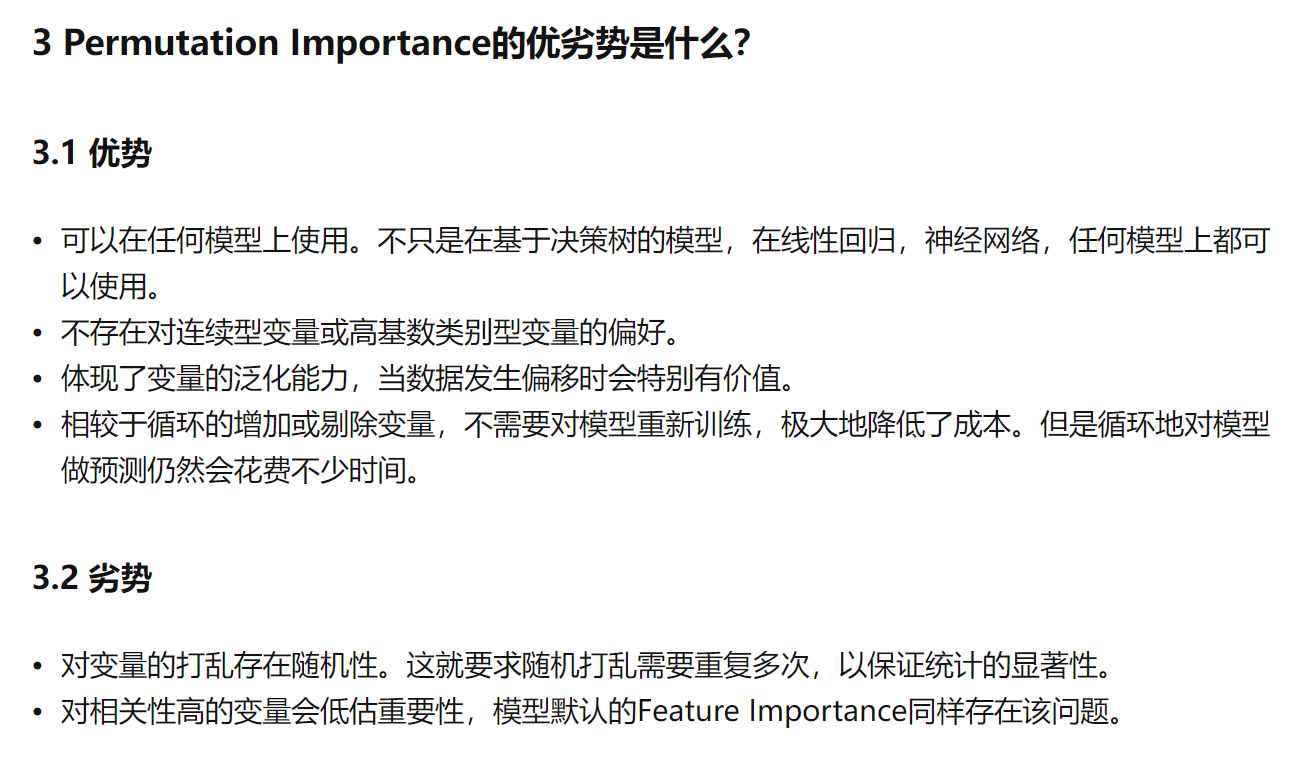 3 Permutation Importance的优劣势是什么？
3.1 优势
• 可以在任何模型上使用。不只是在基于决策树的模型，在线性回归，神经网络，任何模型上都可
以使用。
• 不存在对连续型变量或高基数类别型变量的偏好。
• 体现了变量的泛化能力，当数据发生偏移时会特别有价值。
• 相较于循环的增加或剔除变量，不需要对模型重新训练，极大地降低了成本。但是循环地对模型
做预测仍然会花费不少时间。
3.2 劣势
• 对变量的打乱存在随机性。这就要求随机打乱需要重复多次，以保证统计的显著性。
• 对相关性高的变量会低估重要性，模型默认的Feature Importance同样存在该问题。